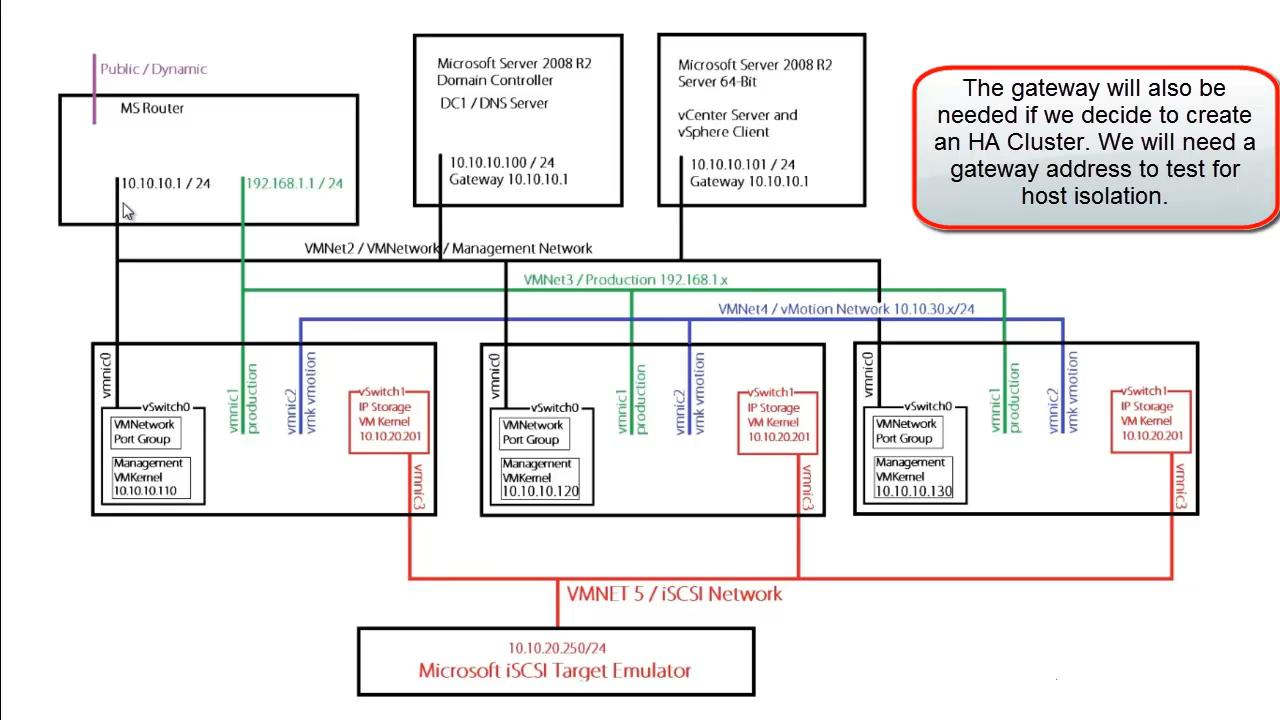 Public / Dynamic
MS Router
10.10.10.1 / 24
192.168.1.1 / 24
Microsoft Server 2008 R2
Domain Controller
DC1 / DNS Server
10.10.10.100 / 24
Gateway 10.10.10.1
Microsoft Server 2008 R2
Server 64-Bit
vCenter Server and
vSphere Client
10.10.10.101 / 24
Gateway 10.10.10.1
The gateway will also be
needed if we decide to create
an HA Cluster. We will need a
gateway address to test for
host isolation.
VMNet2 / VMNetwork / Management Network
VMNet3 / Production 192.168.1.x
VMNet4 / vMotion Network 10.10.30.x/24
vmnic0
vSwitch0
VMNetwork
Port Group
Management
VMKernel
10.10.10.110
vmnic1
production
vmnic2
vmk vmotion
vSwitch1
IP Storage
VM Kernel
10.10.20.201
vmnic3
vmnic0
vSwitch0
VMNetwork
Port Group
Management
VMKernel
10.10.10.120
vmnic1
production
vmnic2
vmk vmotion
vSwitch1
IP Storage
VM Kernel
10.10.20.201
vmnic3
vmnic0
vSwitch0
VMNetwork
Port Group
Management
VMKernel
10.10.10.130
vmnic1
production
vmnic2
vmk vmotion
vSwitch1
IP Storage
VM Kernel
10.10.20.201
vmnic3
VMNET 5 / iSCSI Network
10.10.20.250/24
Microsoft iSCSI Target Emulator